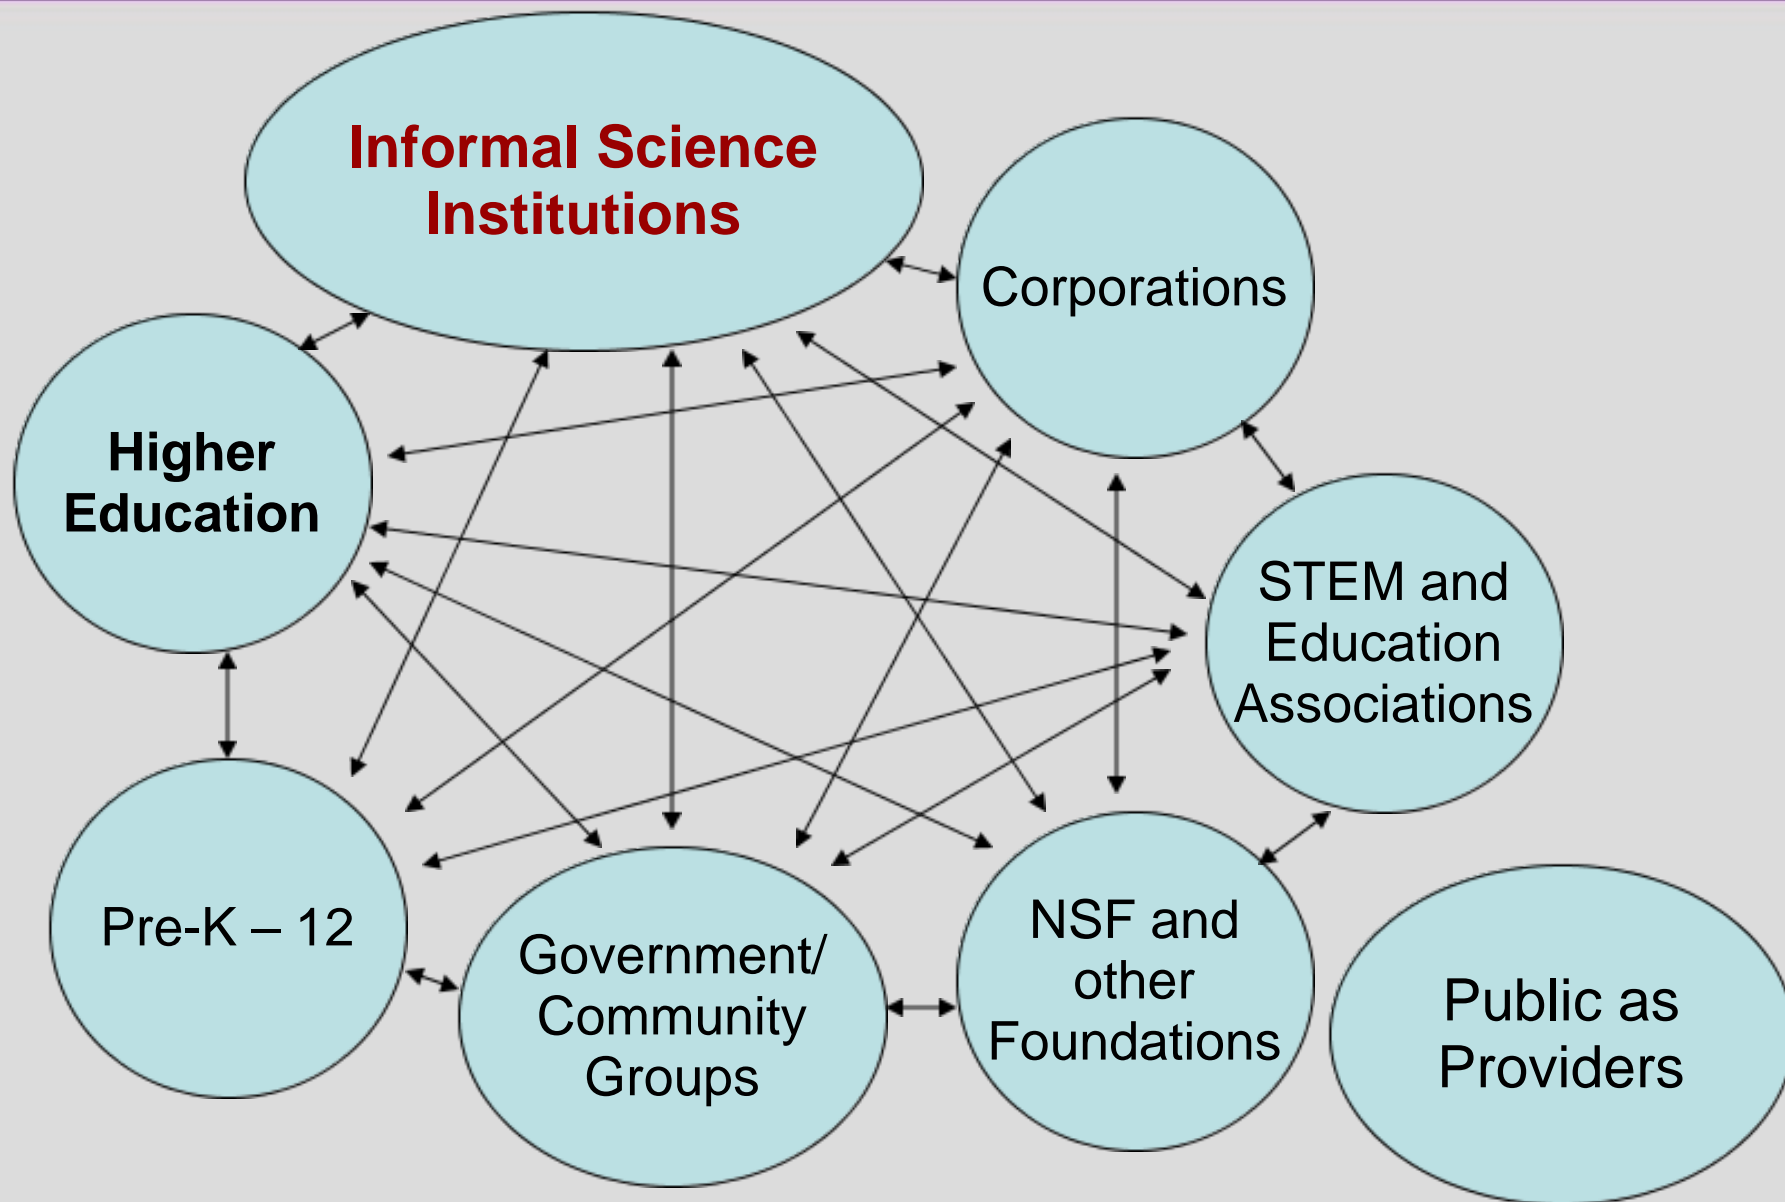 Informal Science
Institutions
Corporations
Higher
Education
STEM and
Education
Associations
Pre-K – 12
Government/
Community
Groups
NSF and
other
Foundations
Public as
Providers